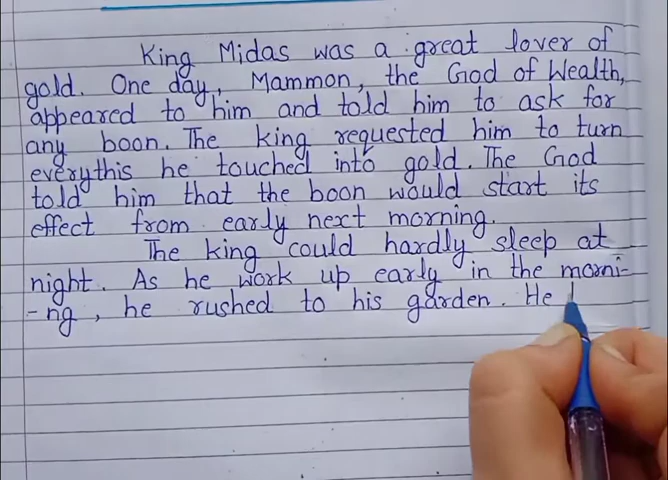 King Midas was a great lover of
gold. One day, Mammon, the God of Wealth,
appeared to him and told him to ask for
any boon. The king requested him to turn
everythis he touched into gold. The God
told him that the boon would start its
effect from early next morning.
The king could hardly sleep at
night. As he work up early in the morni-
-ng, he rushed to his garden. He